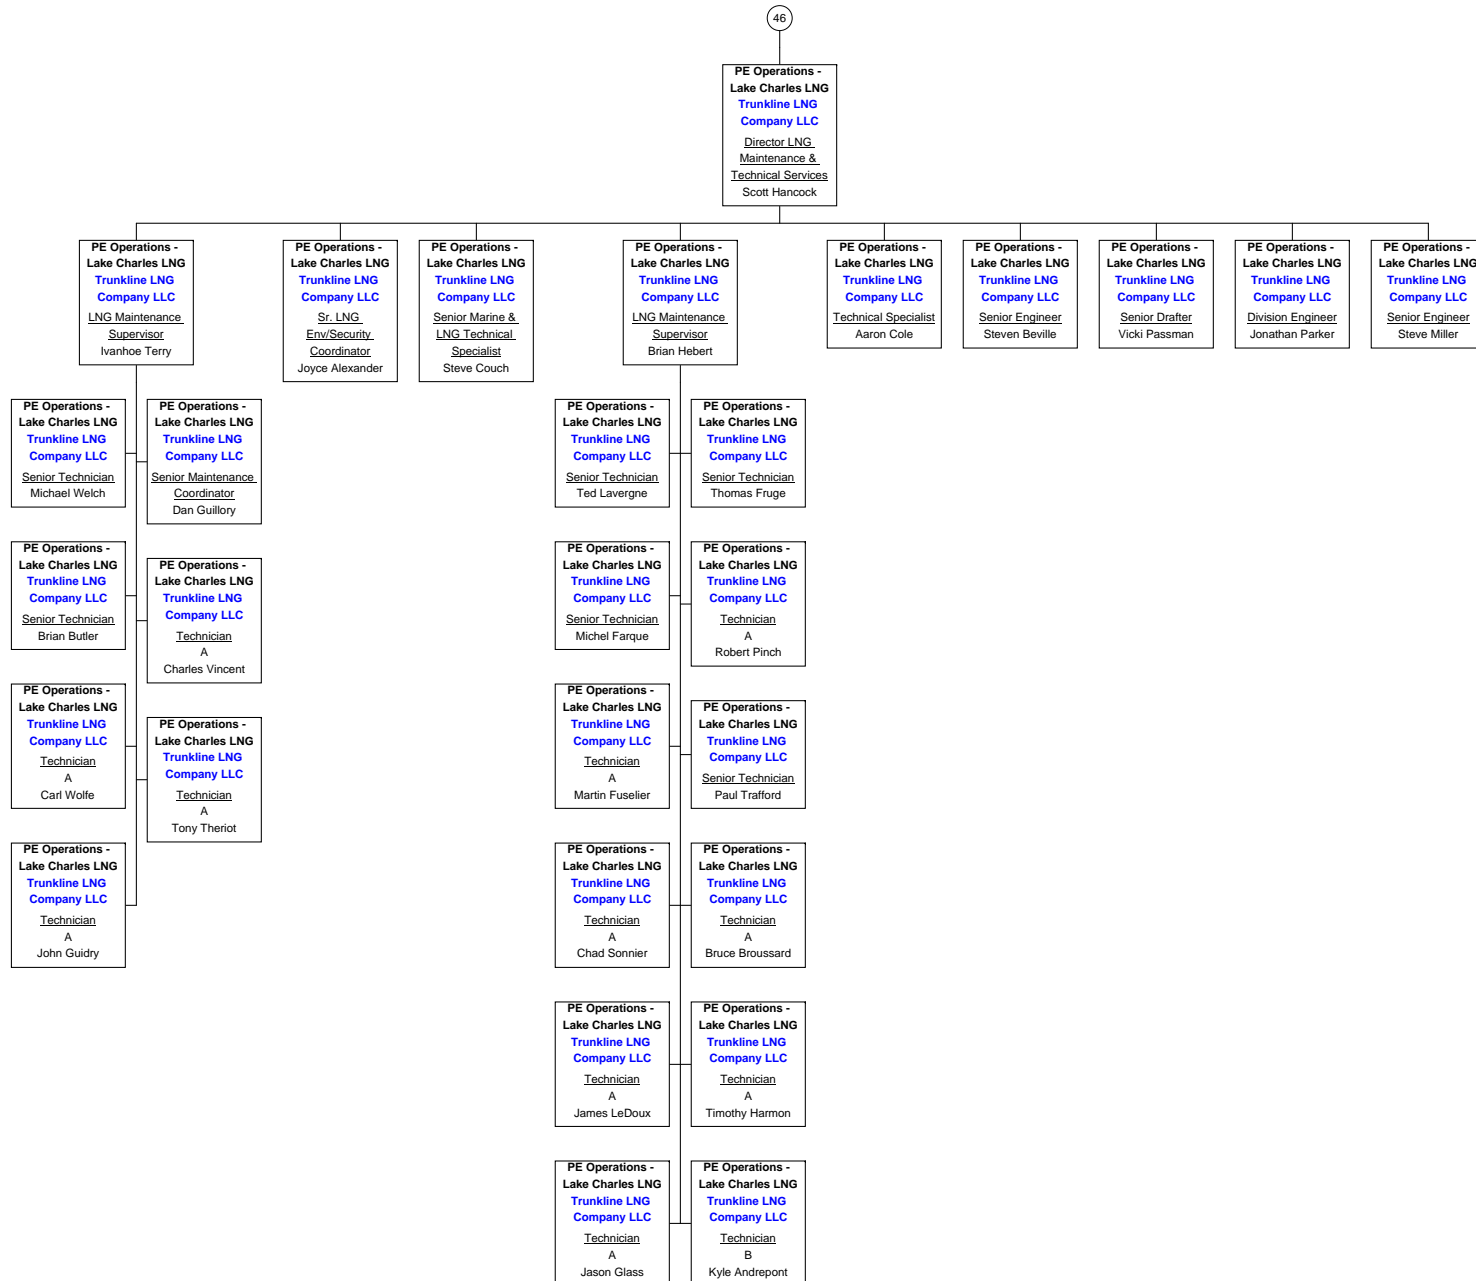 46
PE Operations -
Lake Charles LNG
Trunkline LNG
Company LLC
Director LNG
Maintenance &
Technical Services
Scott Hancock
PE Operations -
Lake Charles LNG
Trunkline LNG
Company LLC
LNG Maintenance
Supervisor
Ivanhoe Terry
PE Operations -
Lake Charles LNG
Trunkline LNG
Company LLC
Sr. LNG
Env/Security
Coordinator
Joyce Alexander
PE Operations -
Lake Charles LNG
Trunkline LNG
Company LLC
Senior Marine &
LNG Technical
Specialist
Steve Couch
PE Operations -
Lake Charles LNG
Trunkline LNG
Company LLC
LNG Maintenance
Supervisor
Brian Hebert
PE Operations -
Lake Charles LNG
Trunkline LNG
Company LLC
Technical Specialist
Aaron Cole
PE Operations -
Lake Charles LNG
Trunkline LNG
Company LLC
Senior Engineer
Steven Beville
PE Operations -
Lake Charles LNG
Trunkline LNG
Company LLC
Senior Drafter
Vicki Passman
PE Operations -
Lake Charles LNG
Trunkline LNG
Company LLC
Division Engineer
Jonathan Parker
PE Operations -
Lake Charles LNG
Trunkline LNG
Company LLC
Senior Engineer
Steve Miller
PE Operations -
Lake Charles LNG
Trunkline LNG
Company LLC
Senior Technician
Michael Welch
PE Operations -
Lake Charles LNG
Trunkline LNG
Company LLC
Senior Maintenance
Coordinator
Dan Guillory
PE Operations -
Lake Charles LNG
Trunkline LNG
Company LLC
Senior Technician
Brian Butler
PE Operations -
Lake Charles LNG
Trunkline LNG
Company LLC
Technician
A
Charles Vincent
PE Operations -
Lake Charles LNG
Trunkline LNG
Company LLC
Technician
A
Carl Wolfe
PE Operations -
Lake Charles LNG
Trunkline LNG
Company LLC
Technician
A
Tony Theriot
PE Operations -
Lake Charles LNG
Trunkline LNG
Company LLC
Technician
A
John Guidry
PE Operations -
Lake Charles LNG
Trunkline LNG
Company LLC
Senior Technician
Ted Lavergne
PE Operations -
Lake Charles LNG
Trunkline LNG
Company LLC
Senior Technician
Thomas Fruge
PE Operations -
Lake Charles LNG
Trunkline LNG
Company LLC
Senior Technician
Michel Farque
PE Operations -
Lake Charles LNG
Trunkline LNG
Company LLC
Technician
A
Robert Pinch
PE Operations -
Lake Charles LNG
Trunkline LNG
Company LLC
Technician
A
Martin Fuselier
PE Operations -
Lake Charles LNG
Trunkline LNG
Company LLC
Senior Technician
Paul Trafford
PE Operations -
Lake Charles LNG
Trunkline LNG
Company LLC
Technician
A
Chad Sonnier
PE Operations -
Lake Charles LNG
Trunkline LNG
Company LLC
Technician
A
Bruce Broussard
PE Operations -
Lake Charles LNG
Trunkline LNG
Company LLC
Technician
A
James LeDoux
PE Operations -
Lake Charles LNG
Trunkline LNG
Company LLC
Technician
A
Timothy Harmon
PE Operations -
Lake Charles LNG
Trunkline LNG
Company LLC
Technician
A
Jason Glass
PE Operations -
Lake Charles LNG
Trunkline LNG
Company LLC
Technician
B
Kyle Andrepont